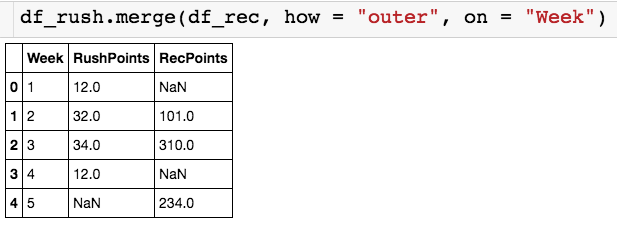 df_rush.merge(df_rec, how = "outer", on = "Week")
Week RushPoints RecPoints
0 1 12.0 NaN
1 2 32.0 101.0
2 3 34.0 310.0
3 4 12.0 NaN
4 5 NaN 234.0